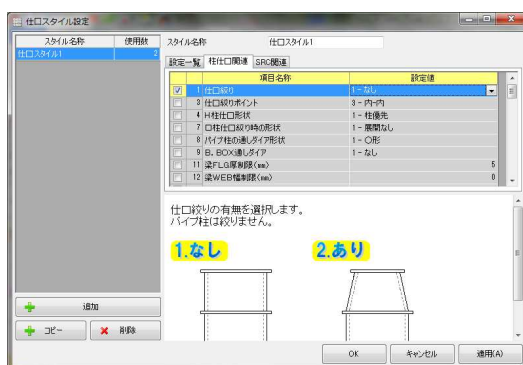 仕口スタイル設定
スタイル名称 使用数
仕口スタイル1 2
スタイル名称 仕口スタイル1
設定一覧 柱仕口関連 SRC関連
項目名称 設定値
1 仕口絞り 1 - なし
3 仕口絞りポイント 3 - 内-内
4 H柱仕口形状 1 - 柱優先
7 ロ柱仕口絞り時の形状 1 - 展開なし
8 パイプ柱の通しダイア形状 1 - ○形
9 B. BOX通しダイア 1 - なし
11 梁FLG厚制限(mm) 5
12 梁WEB幅制限(mm) 0
仕口絞りの有無を選択します。
パイプ柱は絞りません。
1.なし 2.あり
追加
コピー 削除
OK キャンセル 適用(A)